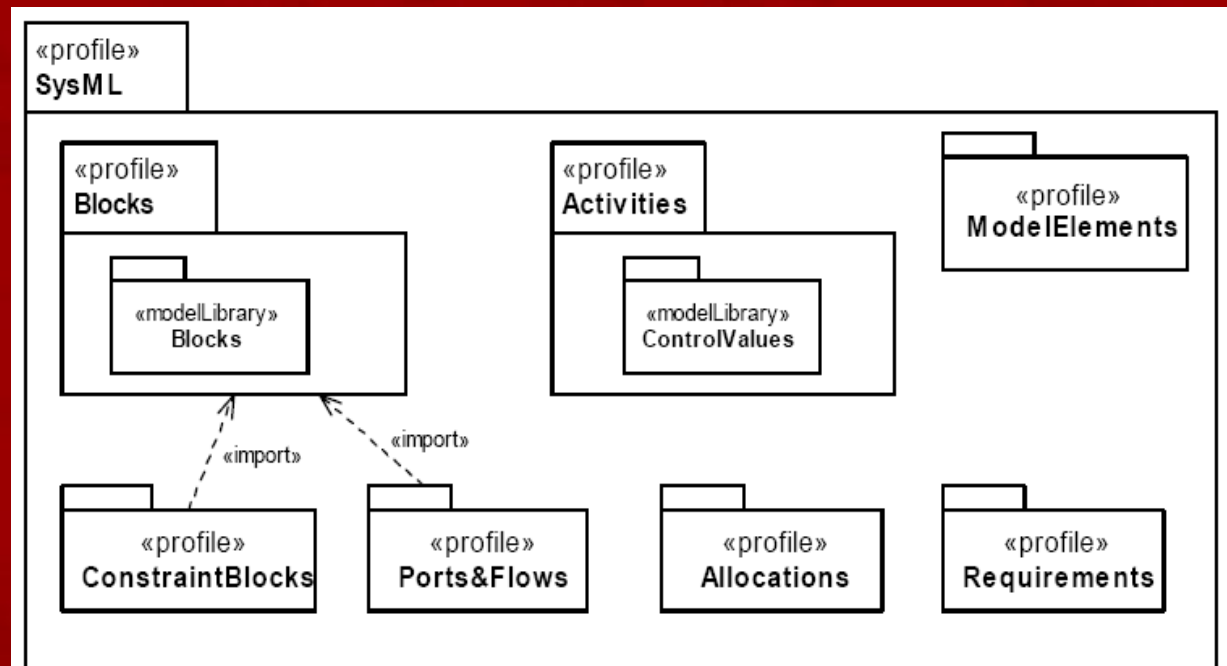 «profile»
SysML
«profile»
Blocks
«modelLibrary»
Blocks
«profile»
Activities
«modelLibrary»
ControlValues
«profile»
ModelElements
«import»
«import»
«profile»
ConstraintBlocks
«profile»
Ports&Flows
«profile»
Allocations
«profile»
Requirements